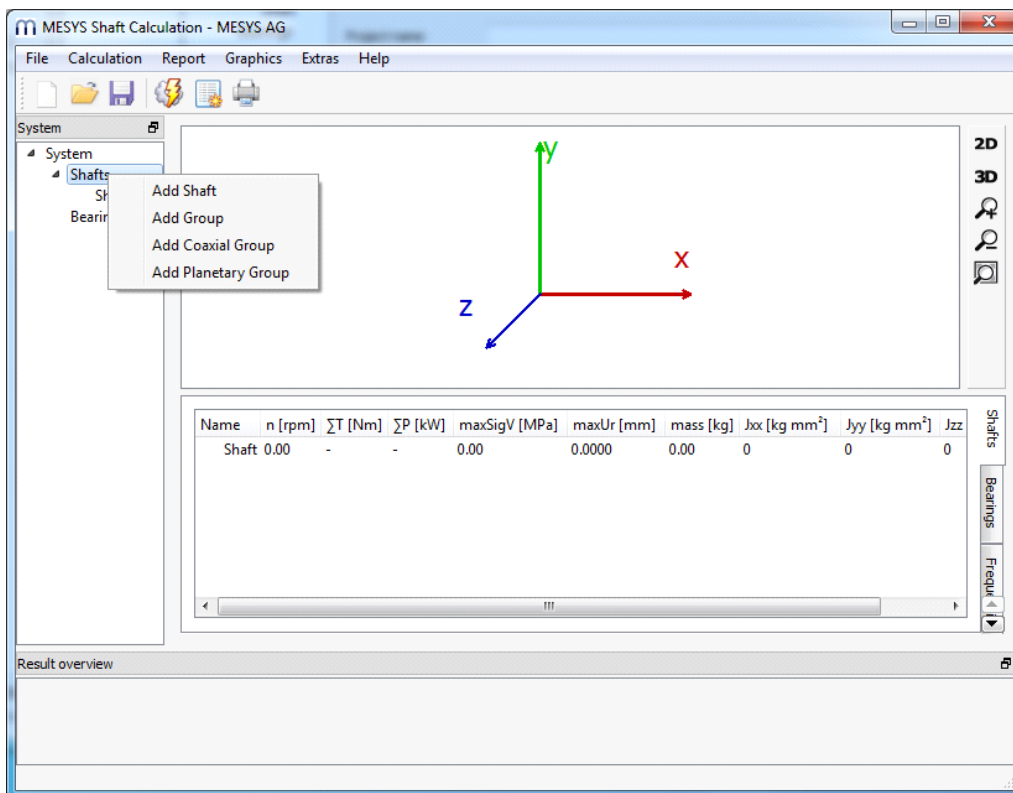 MESYS Shaft Calculation - MESYS AG
File Calculation Report Graphics Extras Help
System
System
Shafts
Add Shaft
Add Group
Add Coaxial Group
Add Planetary Group
y
x
z
2D
3D
Name n [rpm] ∑T [Nm] ∑P [kW] maxSigV [MPa] maxUr [mm] mass [kg] Jxx [kg mm²] Jyy [kg mm²] Jzz
Shaft 0.00 - - 0.00 0.0000 0.00 0 0 0
Shafts
Bearings
Result overview